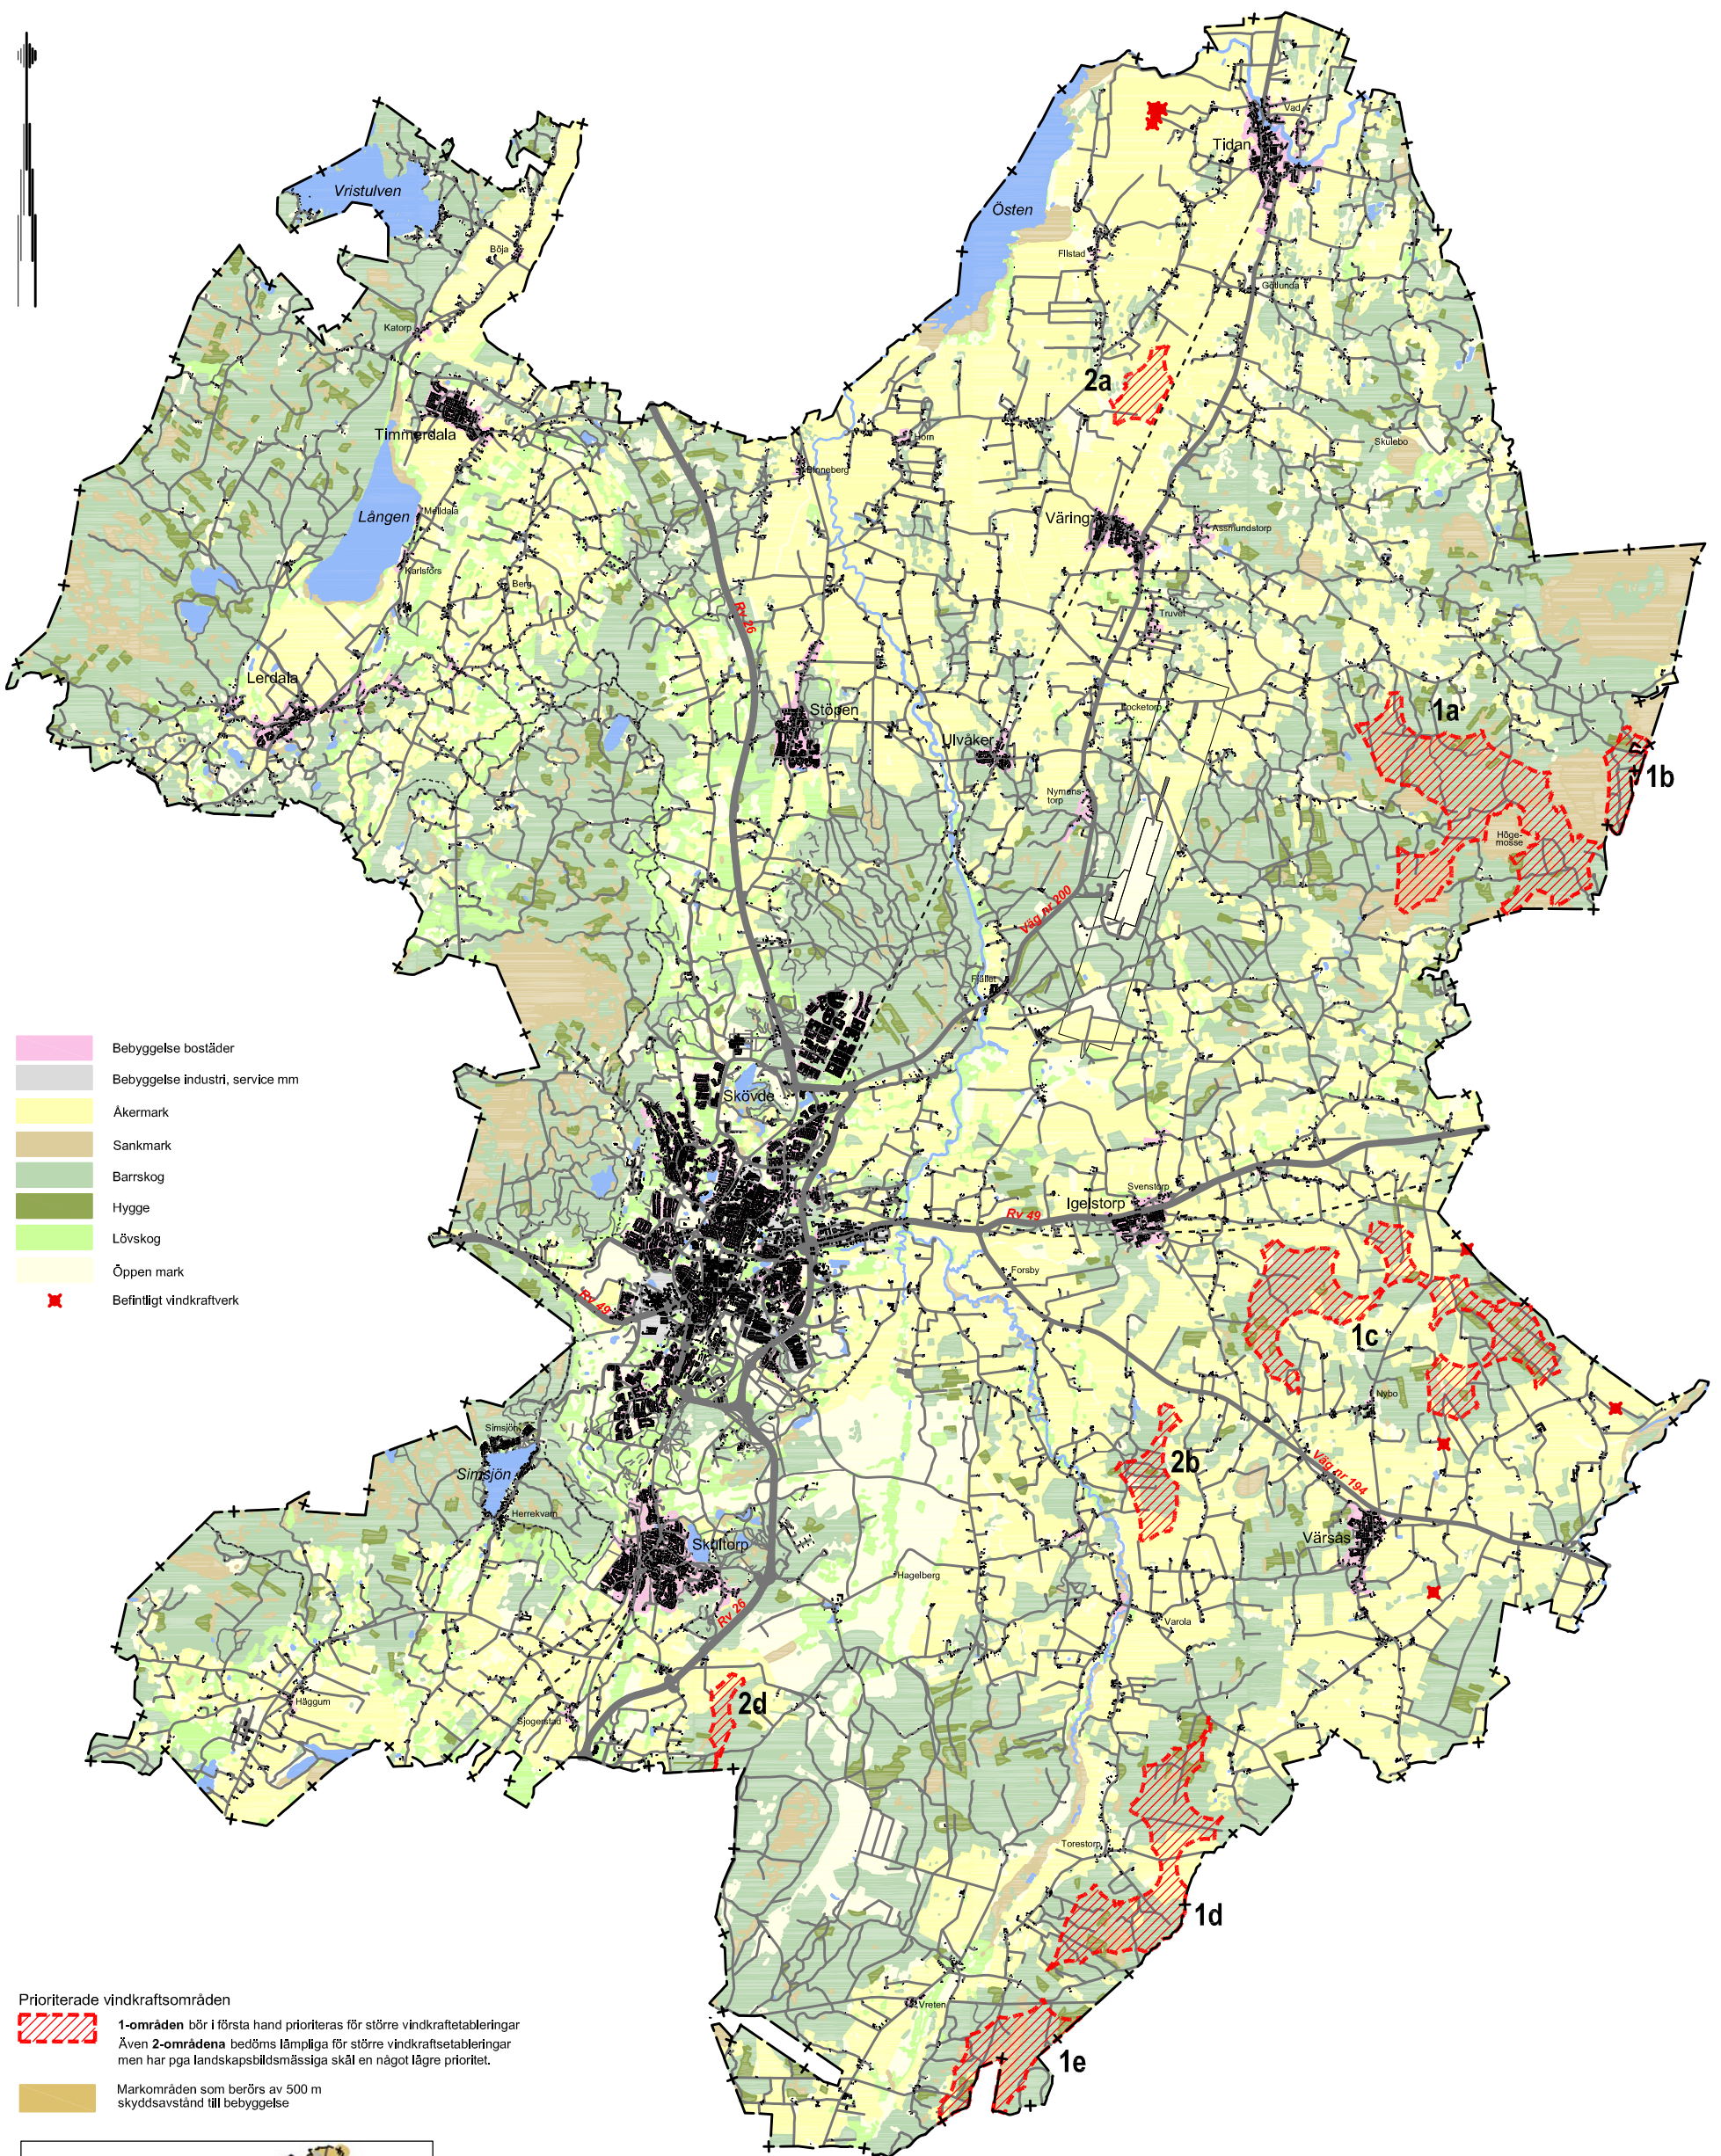 Vad
Tidan
Vristulven
Östen
Böja
Flistad
Götlunda
Katorp
2a
Timmerdala
Horn
Binneberg
Skulebo
Lången
Melldala
Väring
Assmundstorp
Karlsfors
Berg
Rv 26
Truvet
Lerdala
Stöpen
Locketorp
1a
Ulvåker
1b
Nymans-
torp
Höge-
mosse
Väg nr 200
Fjället
Bebyggelse bostäder
Bebyggelse industri, service mm
Åkermark
Sankmark
Barrskog
Hygge
Lövskog
Öppen mark
Befintligt vindkraftverk
Skövde
Svenstorp
Igelstorp
Rv 49
Forsby
Rv 49
1c
Nybo
Simsjön
Simsjön
2b
Väg nr 194
Herrekvarn
Skultorp
Värsås
Hagelberg
Rv 26
Varola
2d
Häggum
Sjogerstad
Torestorp
1d
Vreten
1e
Prioriterade vindkraftsområden
1-områden bör i första hand prioriteras för större vindkraftetableringar
Även 2-områdena bedöms lämpliga för större vindkraftsetableringar
men har pga landskapsbildsmässiga skäl en något lägre prioritet.
Markområden som berörs av 500 m
skyddsavstånd till bebyggelse